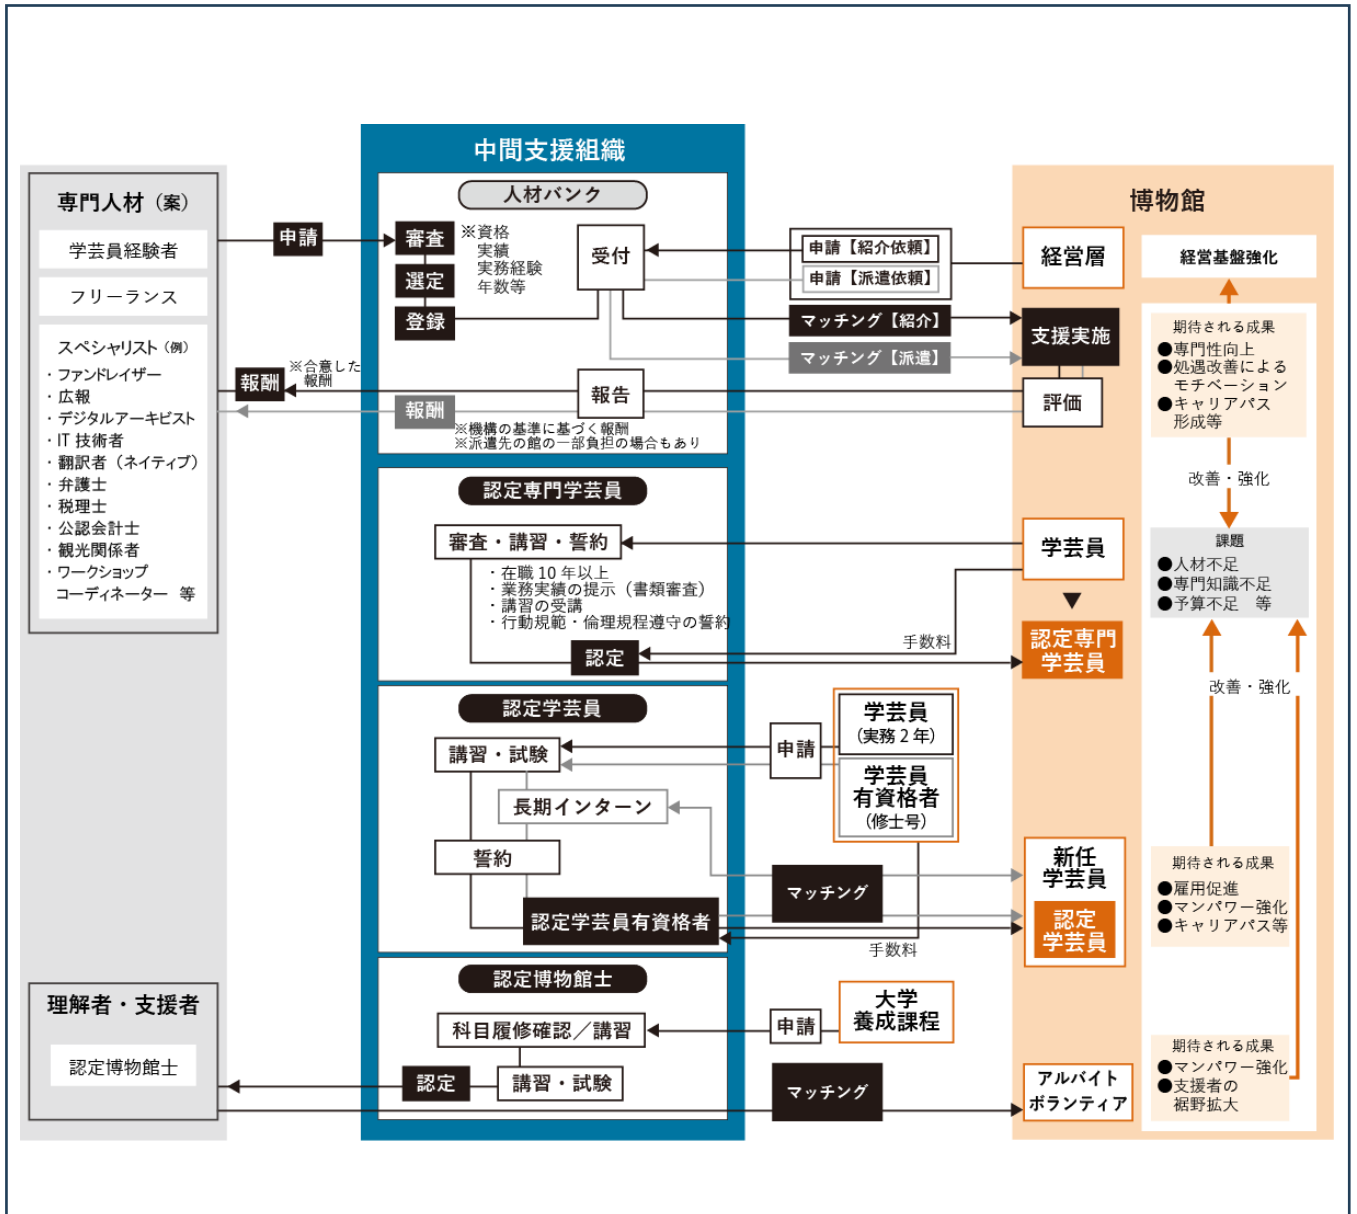 中間支援組織
専門人材（案）
学芸員経験者
フリーランス
スペシャリスト（例）
・ファンドレイザー
・広報
・デジタルアーキビスト
・IT 技術者
・翻訳者（ネイティブ）
・弁護士
・税理士
・公認会計士
・観光関係者
・ワークショップ
コーディネーター 等
申請
人材バンク
審査
選定
登録
※資格
実績
実務経験
年数等
受付
申請【紹介依頼】
申請【派遣依頼】
マッチング【紹介】
マッチング【派遣】
報酬
※合意した
報酬
報酬
報告
※機構の基準に基づく報酬
※派遣先の館の一部負担の場合もあり
博物館
経営層
支援実施
評価
経営基盤強化
期待される成果
●専門性向上
●処遇改善による
モチベーション
●キャリアパス
形成等
改善・強化
課題
●人材不足
●専門知識不足
●予算不足 等
認定専門学芸員
審査・講習・誓約
・在職 10 年以上
・業務実績の提示（書類審査）
・講習の受講
・行動規範・倫理規程遵守の誓約
認定
手数料
学芸員
▼
認定専門
学芸員
改善・強化
認定学芸員
講習・試験
長期インターン
誓約
認定学芸員有資格者
申請
学芸員
（実務 2 年）
学芸員
有資格者
（修士号）
マッチング
手数料
新任
学芸員
認定
学芸員
期待される成果
●雇用促進
●マンパワー強化
●キャリアパス等
理解者・支援者
認定博物館士
認定博物館士
科目履修確認／講習
講習・試験
認定
申請
大学
養成課程
マッチング
アルバイト
ボランティア
期待される成果
●マンパワー強化
●支援者の
裾野拡大